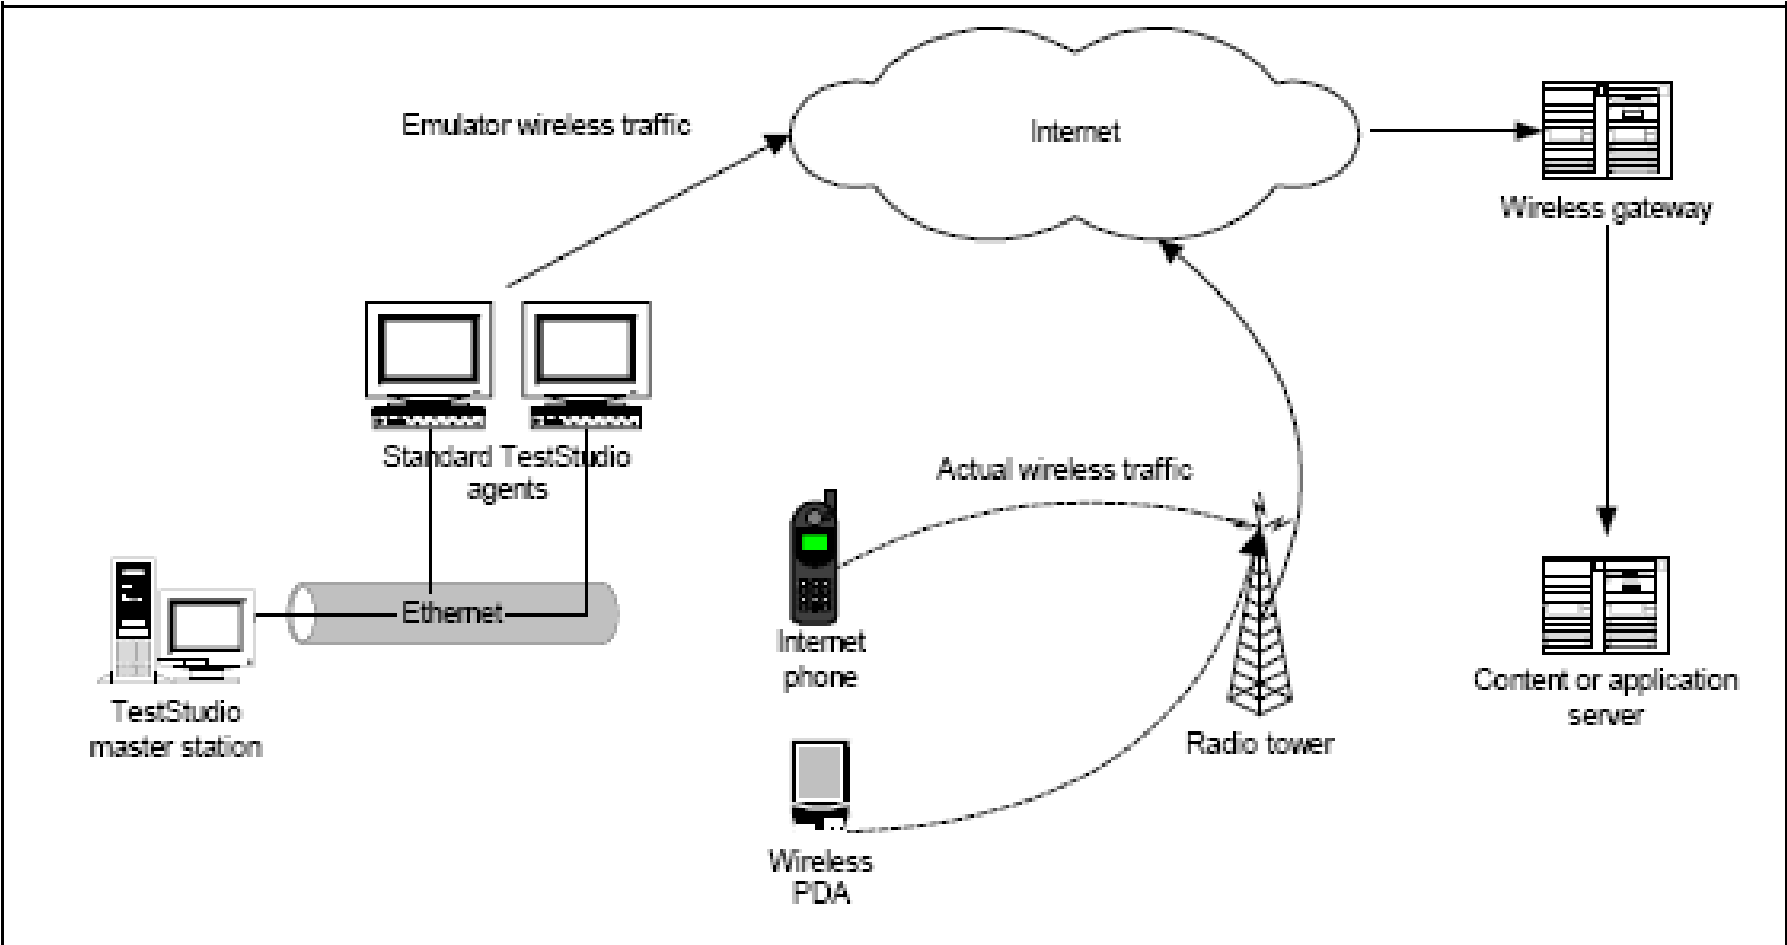 Emulator wireless traffic
Internet
Wireless gateway
Standard TestStudio
agents
Actual wireless traffic
Ethernet
Internet
phone
TestStudio
master station
Radio tower
Content or application
server
Wireless
PDA